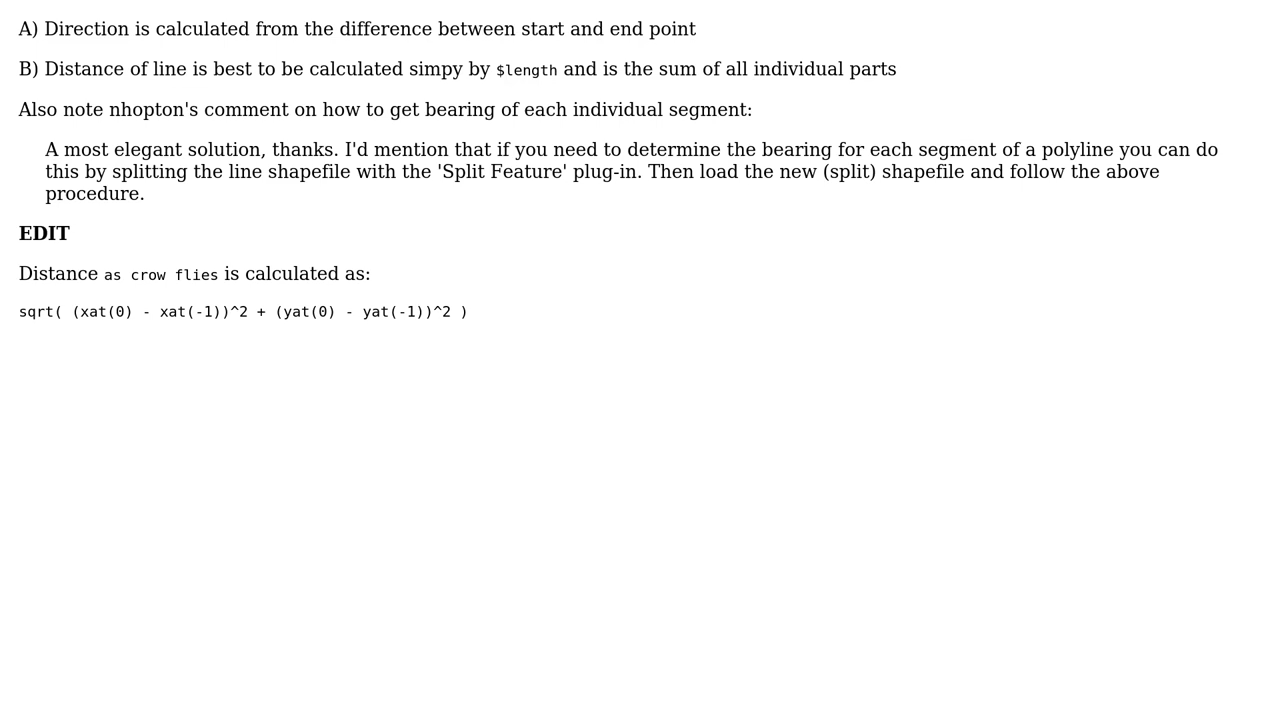 A) Direction is calculated from the difference between start and end point
B) Distance of line is best to be calculated simpy by $length and is the sum of all individual parts
Also note nhopton's comment on how to get bearing of each individual segment:
A most elegant solution, thanks. I'd mention that if you need to determine the bearing for each segment of a polyline you can do
this by splitting the line shapefile with the 'Split Feature' plug-in. Then load the new (split) shapefile and follow the above
procedure.
EDIT
Distance as crow flies is calculated as:
sqrt( (xat(0) - xat(-1))^2 + (yat(0) - yat(-1))^2 )